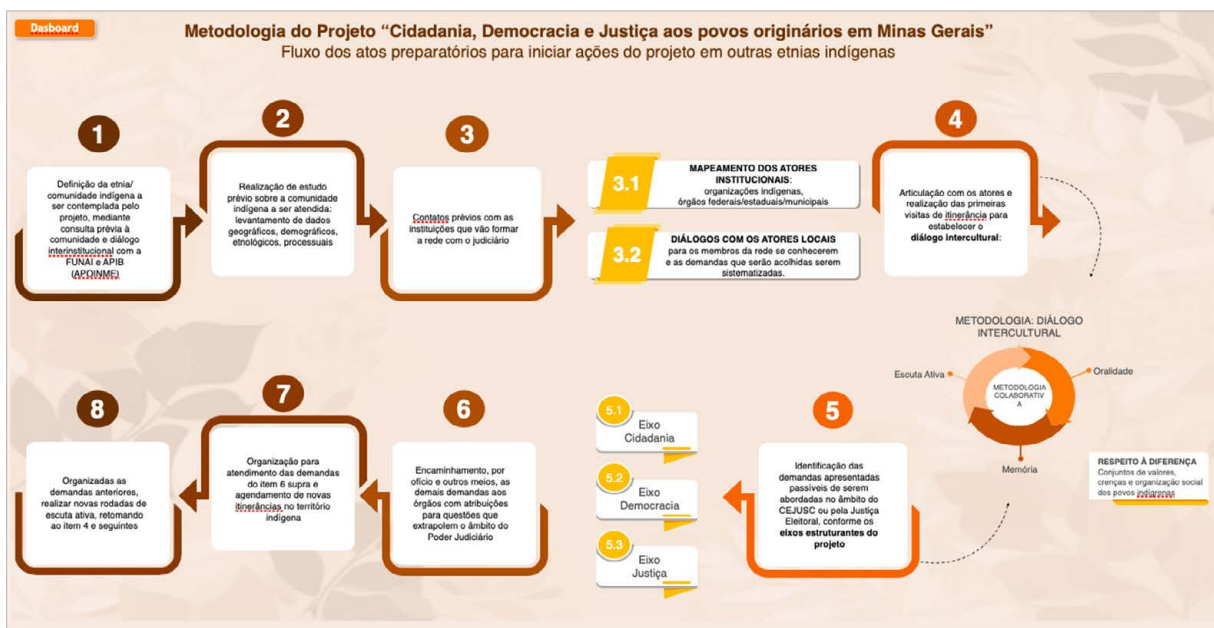 Dasboard
Metodologia do Projeto “Cidadania, Democracia e Justiça aos povos originários em Minas Gerais”
Fluxo dos atos preparatórios para iniciar ações do projeto em outras etnias indígenas
1
Definição da etnia/
comunidade indígena a
ser contemplada pelo
projeto, mediante
consulta prévia à
comunidade e diálogo
interinstitucional com a
FUNAI e APIB
(APOINME)
2
Realização de estudo
prévio sobre a comunidade
indígena a ser atendida:
levantamento de dados
geográficos, demográficos,
etnológicos, processuais
3
Contatos prévios com as
instituições que vão formar
a rede com o judiciário
3.1
MAPEAMENTO DOS ATORES
INSTITUCIONAIS:
organizações indígenas,
órgãos federais/estaduais/municipais
3.2
DIÁLOGOS COM OS ATORES LOCAIS
para os membros da rede se conhecerem
e as demandas que serão acolhidas serem
sistematizadas.
4
Articulação com os atores e
realização das primeiras
visitas de itinerância para
estabelecer o
diálogo intercultural:
METODOLOGIA: DIÁLOGO
INTERCULTURAL
Escuta Ativa
Oralidade
METODOLOGIA
COLABORATIV
A
Memória
RESPEITO À DIFERENÇA
Conjuntos de valores,
crenças e organização social
dos povos indígenas
5
Identificação das
demandas apresentadas
passíveis de serem
abordadas no âmbito do
CEJUSC ou pela Justiça
Eleitoral, conforme os
eixos estruturantes do
projeto
5.1
Eixo
Cidadania
5.2
Eixo
Democracia
5.3
Eixo
Justiça
6
Encaminhamento, por
ofício e outros meios, as
demais demandas aos
órgãos com atribuições
para questões que
extrapolem o âmbito do
Poder Judiciário
7
Organização para
atendimento das demandas
do item 6 supra e
agendamento de novas
itinerâncias no território
indígena
8
Organizadas as
demandas anteriores,
realizar novas rodadas de
escuta ativa, retomando
ao item 4 e seguintes